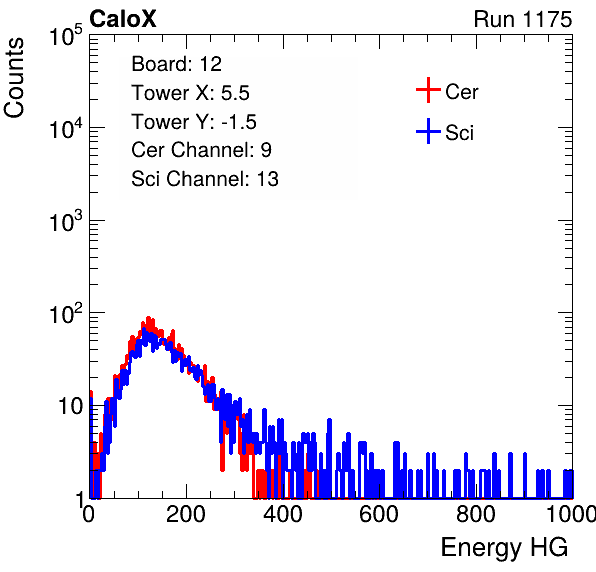 CaloX Run 1175
Counts
10^5
10^4
10^3
10^2
10
1
Board: 12
Tower X: 5.5
Tower Y: -1.5
Cer Channel: 9
Sci Channel: 13
Cer
Sci
0 200 400 600 800 1000
Energy HG